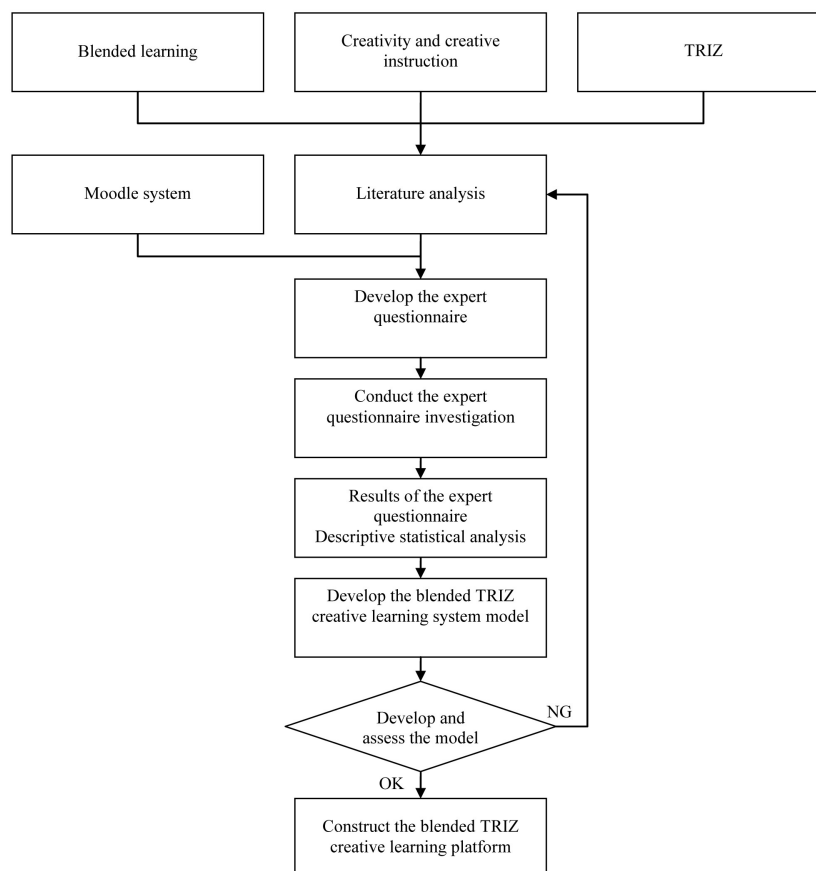 Blended learning
Creativity and creative
instruction
TRIZ
Moodle system
Literature analysis
Develop the expert
questionnaire
Conduct the expert
questionnaire investigation
Results of the expert
questionnaire
Descriptive statistical analysis
Develop the blended TRIZ
creative learning system model
Develop and
assess the model
NG
OK
Construct the blended TRIZ
creative learning platform